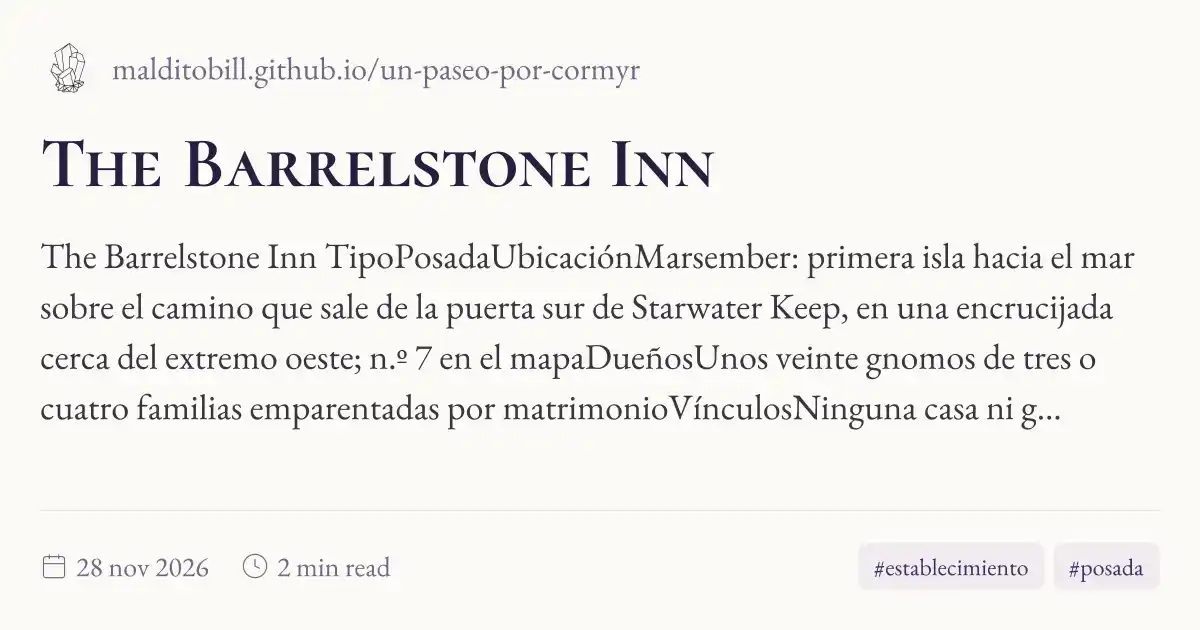 malditobill.github.io/un-paseo-por-cormyr
The Barrelstone Inn
The Barrelstone Inn TipoPosadaUbicaciónMarsember: primera isla hacia el mar
sobre el camino que sale de la puerta sur de Starwater Keep, en una encrucijada
cerca del extremo oeste; n.º 7 en el mapaDueñosUnos veinte gnomos de tres o
cuatro familias emparentadas por matrimonioVínculosNinguna casa ni g...
28 nov 2026 2 min read #establecimiento #posada